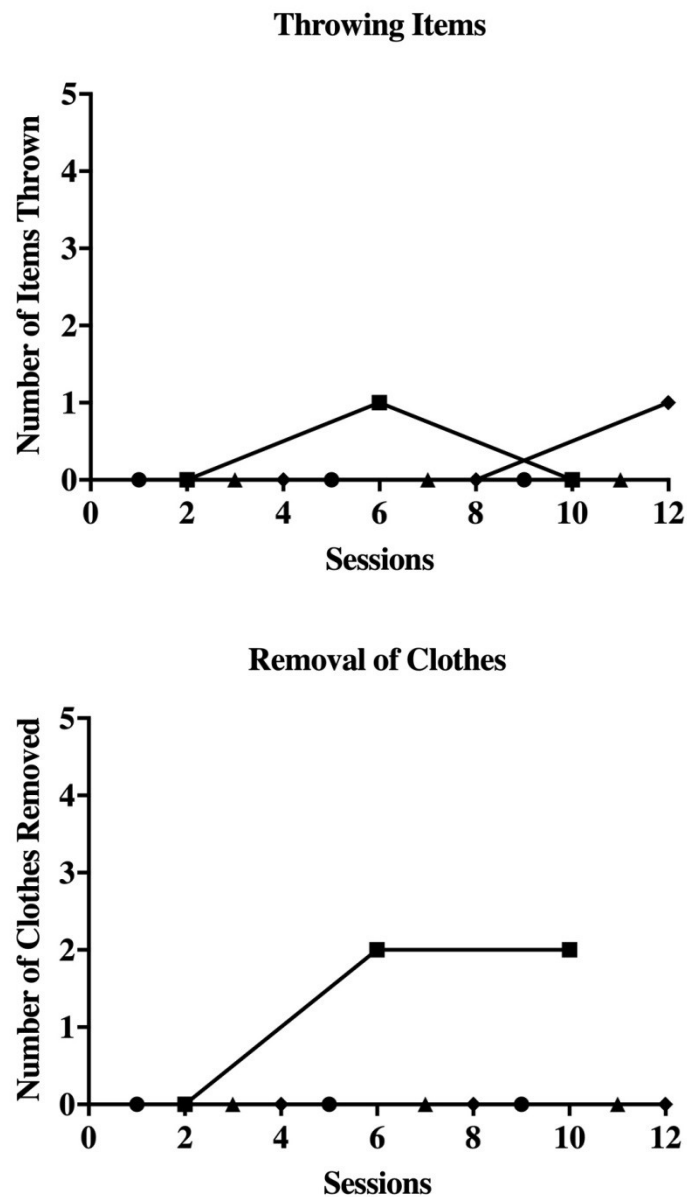 Throwing Items
Number of Items Thrown
5
4
3
2
1
0
0 2 4 6 8 10 12
Sessions
Removal of Clothes
Number of Clothes Removed
5
4
3
2
1
0
0 2 4 6 8 10 12
Sessions